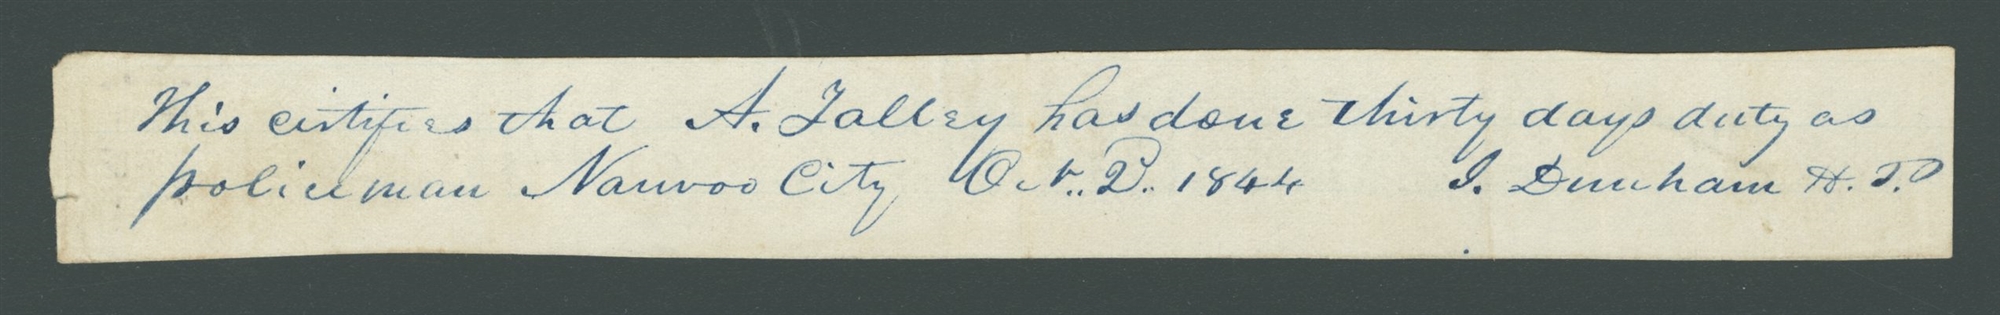 This certifies that A. Talley has done thirty days duty as
policeman Nauvoo City Oct.. 2.. 1844 J. Dunham H. P.